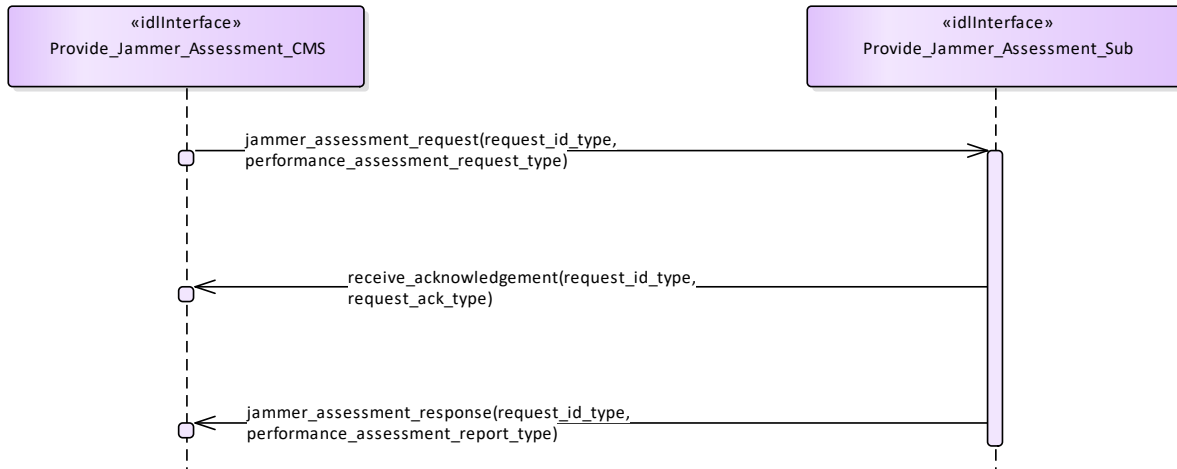 «idlInterface»
Provide_Jammer_Assessment_CMS
«idlInterface»
Provide_Jammer_Assessment_Sub
jammer_assessment_request(request_id_type,
performance_assessment_request_type)
receive_acknowledgement(request_id_type,
request_ack_type)
jammer_assessment_response(request_id_type,
performance_assessment_report_type)